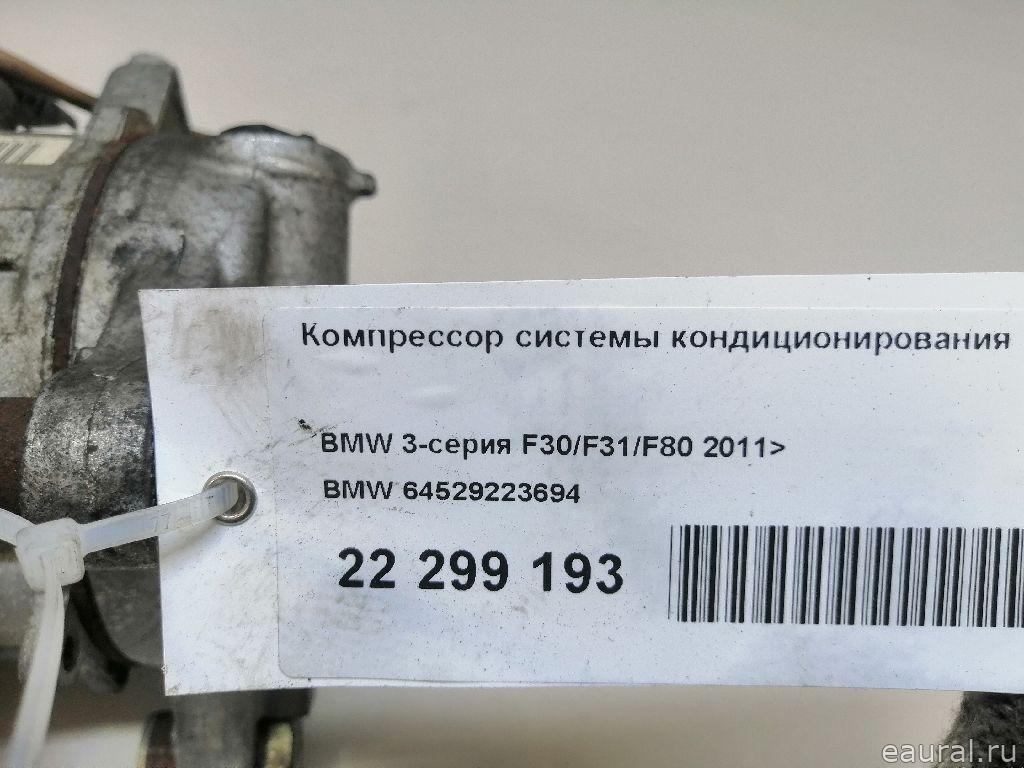 Компрессор системы кондиционирования
BMW 3-серия F30/F31/F80 2011>
BMW 64529223694
22 299 193
eaural.ru